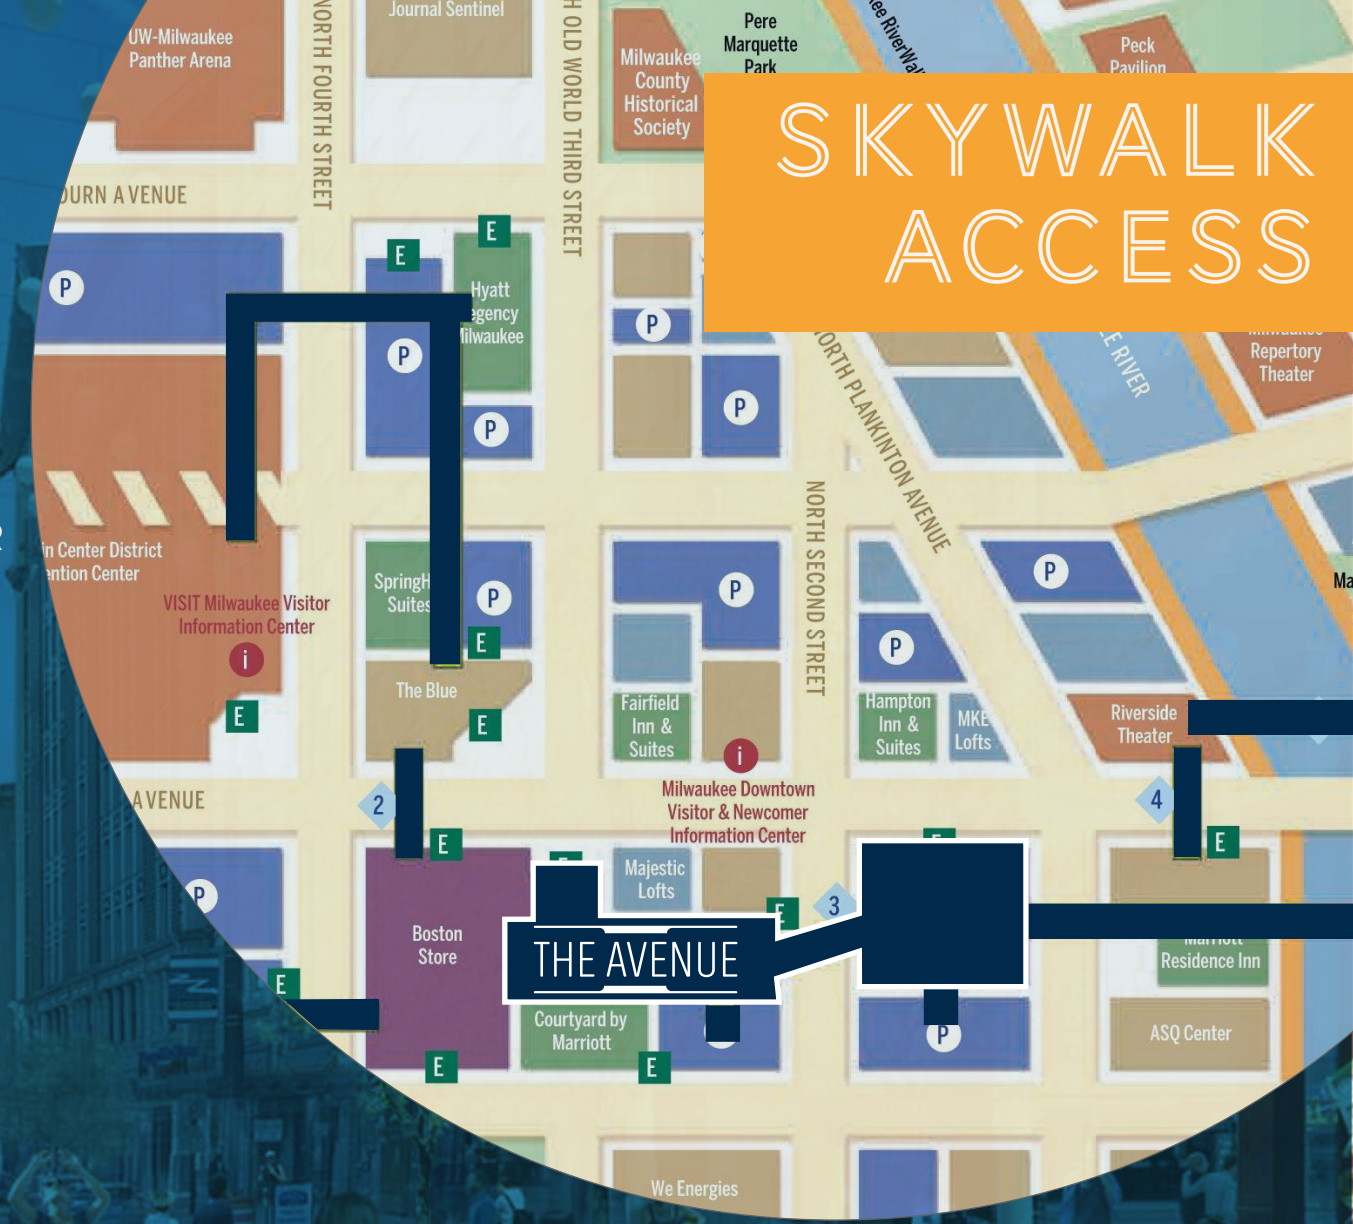 Journal Sentinel
UW-Milwaukee
Panther Arena
NORTH FOURTH STREET
OLD WORLD THIRD STREET
Milwaukee
County
Historical
Society
Pere
Marquette
Park
Peck
Pavilion
SKYWALK
ACCESS
AVENUE
E
E
P
Hyatt
Milwaukee
P
P
P
P
P
NORTH PLANKINTON AVENUE
RIVER
Repertory
Theater
NORTH SECOND STREET
in Center District
Center
VISIT Milwaukee Visitor
Information Center
i
E
Suites
P
E
The Blue
E
P
Fairfield
Inn &
Suites
i
Milwaukee Downtown
Visitor & Newcomer
Information Center
P
P
Hampton
Inn &
Suites
MKE
Lofts
Riverside
Theater
AVENUE
2
E
4
E
P
Boston
Store
Majestic
Lofts
E
3
E
THE AVENUE
Marriott
Residence Inn
E
Courtyard by
Marriott
P
ASQ Center
E
E
We Energies